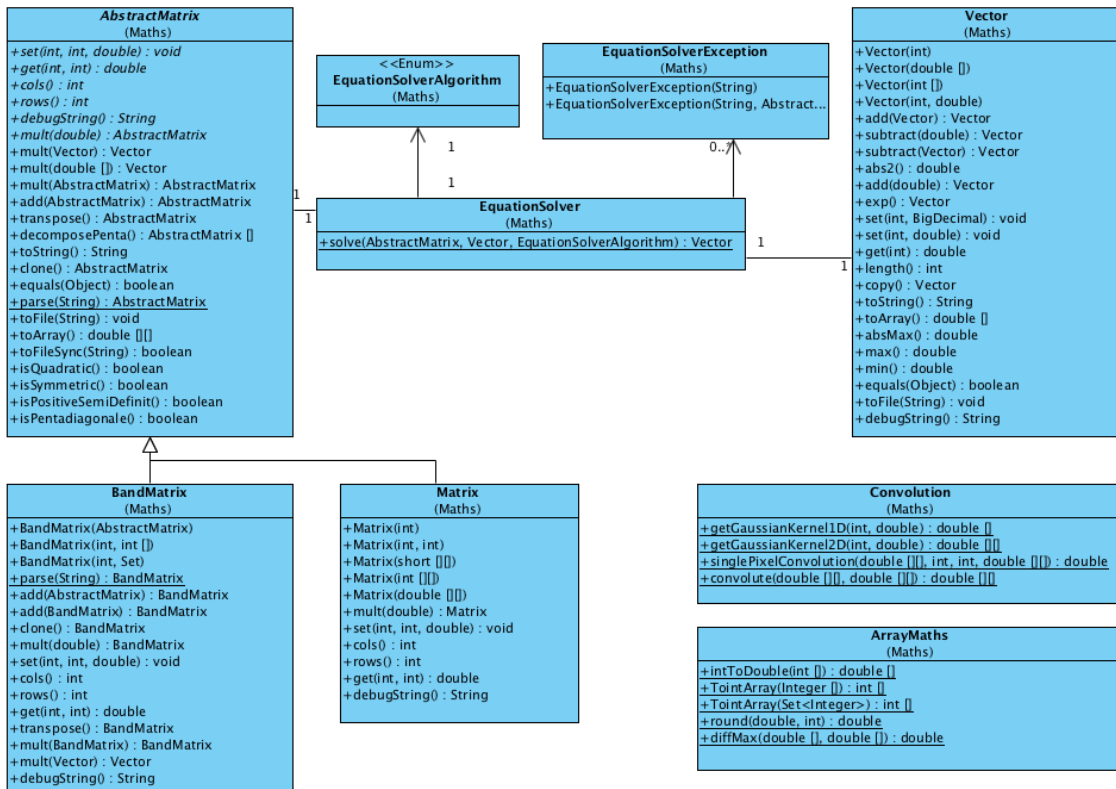 AbstractMatrix
(Maths)
+set(int, int, double) : void
+get(int, int) : double
+cols() : int
+rows() : int
+debugString() : String
+mult(double) : AbstractMatrix
+mult(Vector) : Vector
+mult(double []) : Vector
+mult(AbstractMatrix) : AbstractMatrix
+add(AbstractMatrix) : AbstractMatrix
+transpose() : AbstractMatrix
+decomposePenta() : AbstractMatrix []
+toString() : String
+clone() : AbstractMatrix
+equals(Object) : boolean
+parse(String) : AbstractMatrix
+toFile(String) : void
+toArray() : double [][]
+toFileSync(String) : boolean
+isQuadratic() : boolean
+isSymmetric() : boolean
+isPositiveSemiDefinit() : boolean
+isPentadiagonale() : boolean
<<Enum>>
EquationSolverAlgorithm
(Maths)
EquationSolverException
(Maths)
+EquationSolverException(String)
+EquationSolverException(String, Abstract...
Vector
(Maths)
+Vector(int)
+Vector(double [])
+Vector(int [])
+Vector(int, double)
+add(Vector) : Vector
+subtract(double) : Vector
+subtract(Vector) : Vector
+abs2() : double
+add(double) : Vector
+exp() : Vector
+set(int, BigDecimal) : void
+set(int, double) : void
+get(int) : double
+length() : int
+copy() : Vector
+toString() : String
+toArray() : double []
+absMax() : double
+max() : double
+min() : double
+equals(Object) : boolean
+toFile(String) : void
+debugString() : String
1
0..*
1
1
1
EquationSolver
(Maths)
+solve(AbstractMatrix, Vector, EquationSolverAlgorithm) : Vector
1
1
BandMatrix
(Maths)
+BandMatrix(AbstractMatrix)
+BandMatrix(int, int [])
+BandMatrix(int, Set)
+parse(String) : BandMatrix
+add(AbstractMatrix) : BandMatrix
+add(BandMatrix) : BandMatrix
+clone() : BandMatrix
+mult(double) : BandMatrix
+set(int, int, double) : void
+cols() : int
+rows() : int
+get(int, int) : double
+transpose() : BandMatrix
+mult(BandMatrix) : BandMatrix
+mult(Vector) : Vector
+debugString() : String
Matrix
(Maths)
+Matrix(int)
+Matrix(int, int)
+Matrix(short [][])
+Matrix(int [][])
+Matrix(double [][])
+mult(double) : Matrix
+set(int, int, double) : void
+cols() : int
+rows() : int
+get(int, int) : double
+debugString() : String
Convolution
(Maths)
+getGaussianKernel1D(int, double) : double []
+getGaussianKernel2D(int, double) : double [][]
+singlePixelConvolution(double [][], int, int, double [][]) : double
+convolute(double [][], double [][]) : double [][]
ArrayMaths
(Maths)
+intToDouble(int []) : double []
+TointArray(Integer []) : int []
+TointArray(Set<Integer>) : int []
+round(double, int) : double
+diffMax(double [], double []) : double